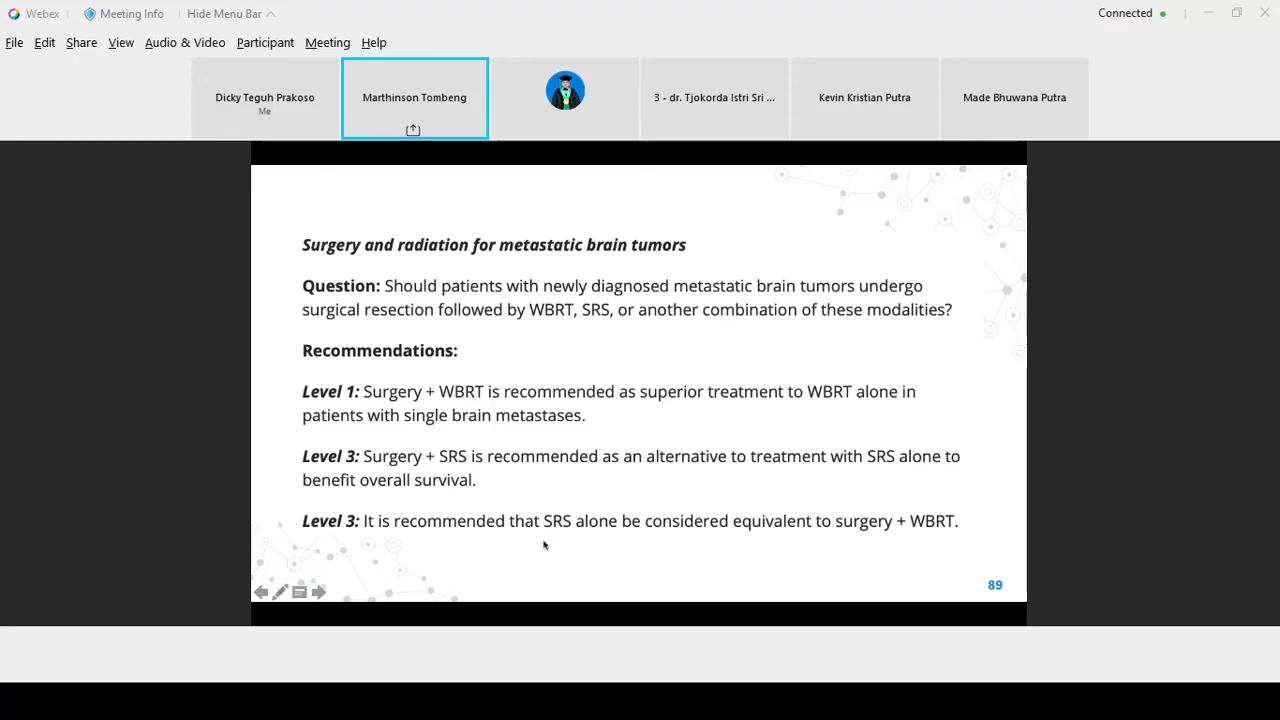 Webex
Meeting Info
Hide Menu Bar
Connected
File Edit Share View Audio & Video Participant Meeting Help
Dicky Teguh Prakoso
Me
Marthinson Tombeng
3 - dr. Tjokorda Istri Sri ...
Kevin Kristian Putra
Made Bhuwana Putra
Surgery and radiation for metastatic brain tumors
Question: Should patients with newly diagnosed metastatic brain tumors undergo
surgical resection followed by WBRT, SRS, or another combination of these modalities?
Recommendations:
Level 1: Surgery + WBRT is recommended as superior treatment to WBRT alone in
patients with single brain metastases.
Level 3: Surgery + SRS is recommended as an alternative to treatment with SRS alone to
benefit overall survival.
Level 3: It is recommended that SRS alone be considered equivalent to surgery + WBRT.
89